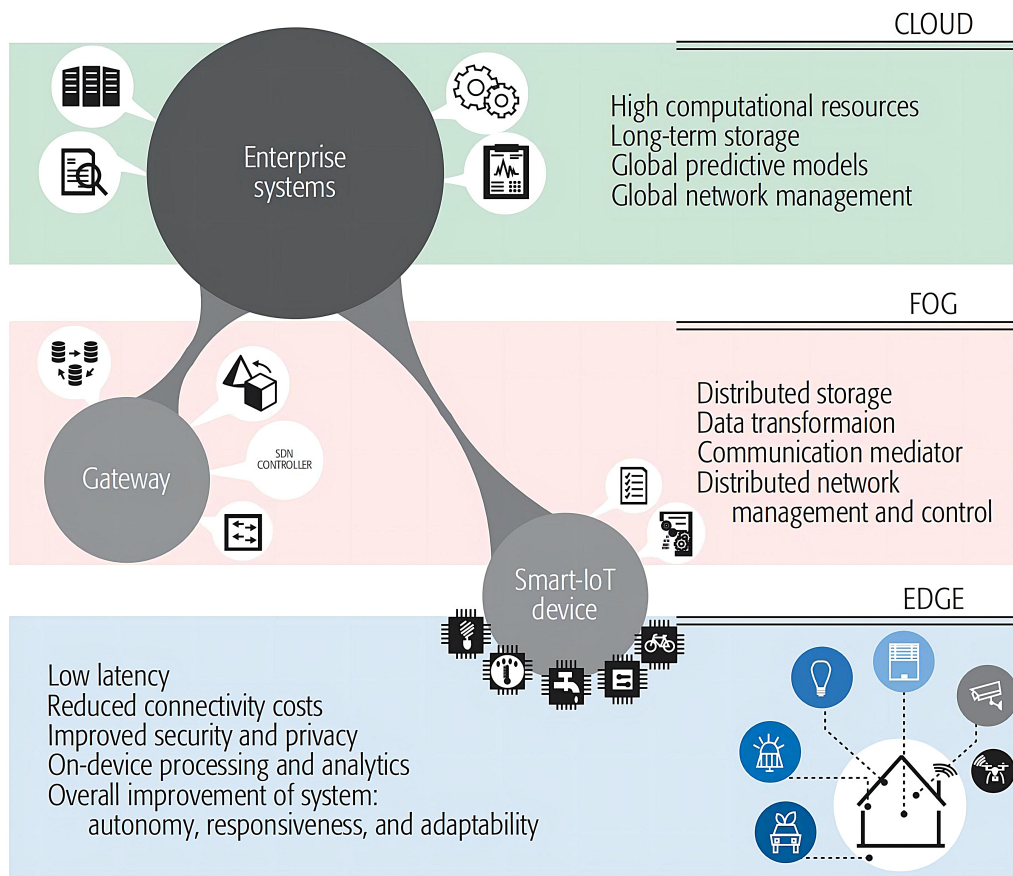 CLOUD
Enterprise
systems
High computational resources
Long-term storage
Global predictive models
Global network management
FOG
Gateway
SDN
CONTROLLER
Distributed storage
Data transformaion
Communication mediator
Distributed network
management and control
Smart-IoT
device
EDGE
Low latency
Reduced connectivity costs
Improved security and privacy
On-device processing and analytics
Overall improvement of system:
autonomy, responsiveness, and adaptability